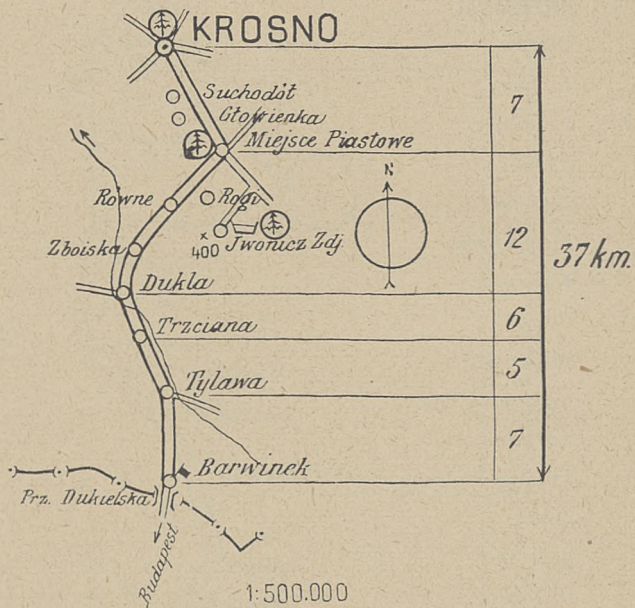 KROSNO
Suchodół
Głowienka
7
Miejsce Piastowe
N
Równe
Rogi
Zboiska
400
Jwonicz Zdj.
12
37 km.
Dukla
Trzciana
6
5
Tylawa
7
Barwinek
Prz. Dukielska
Budapest
1:500.000